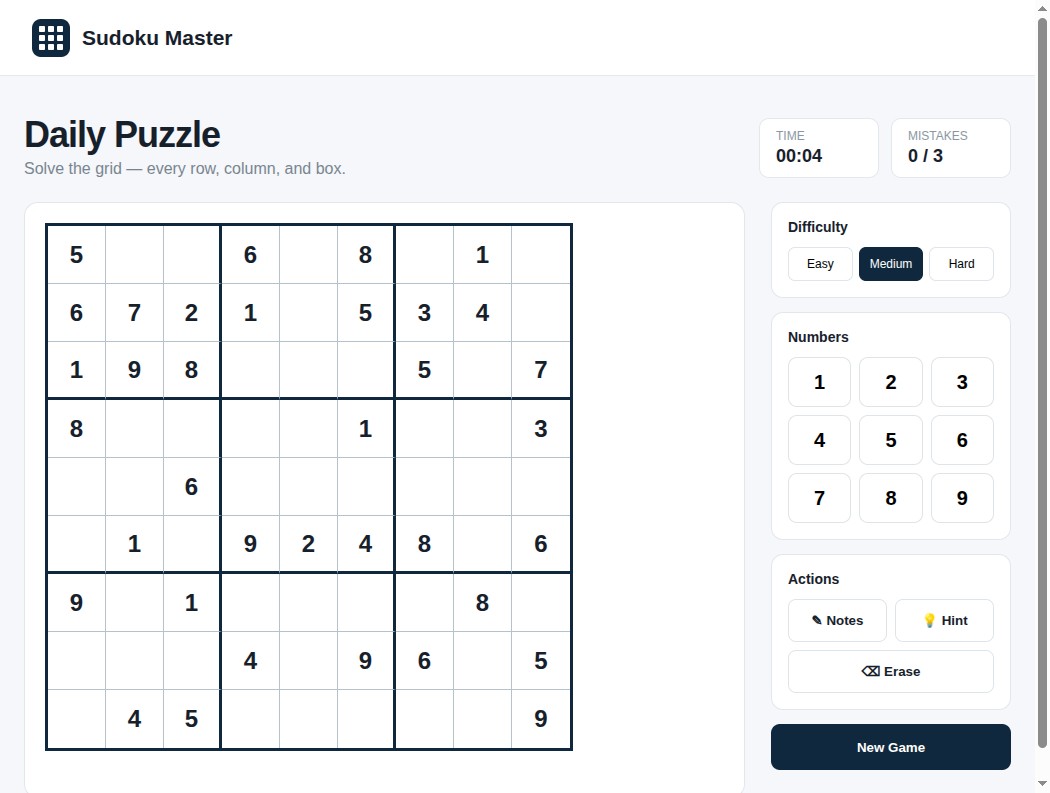 Sudoku Master
Daily Puzzle
Solve the grid — every row, column, and box.
TIME
00:04
MISTAKES
0 / 3
5 6 8 1
6 7 2 1 5 3 4
1 9 8 5 7
8 1 3
6
1 9 2 4 8 6
9 1 8
4 9 6 5
4 5 9
Difficulty
Easy Medium Hard
Numbers
1 2 3
4 5 6
7 8 9
Actions
✎ Notes 💡 Hint
⌫ Erase
New Game